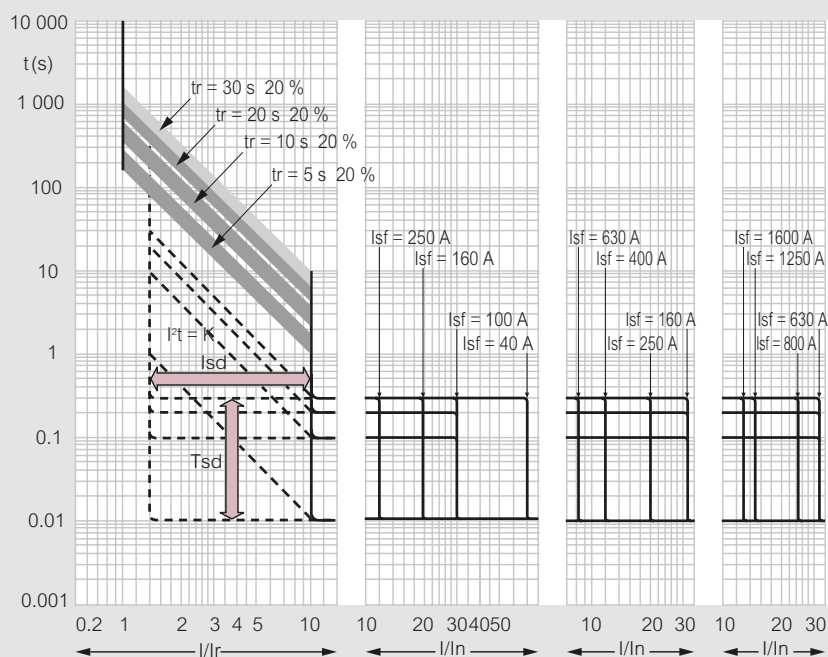 10 000
t (s)
1 000
100
10
1
0.1
0.01
0.001
tr = 30 s 20 %
tr = 20 s 20 %
tr = 10 s 20 %
tr = 5 s 20 %
I²t = K
Isd
Tsd
Isf = 250 A
Isf = 160 A
Isf = 100 A
Isf = 40 A
Isf = 630 A
Isf = 400 A
Isf = 160 A
Isf = 250 A
Isf = 1600 A
Isf = 1250 A
Isf = 630 A
Isf = 800 A
0.2 1 2 3 4 5 10
I/Ir
10 20 30 40 50
I/In
10 20 30
I/In
10 20 30
I/In